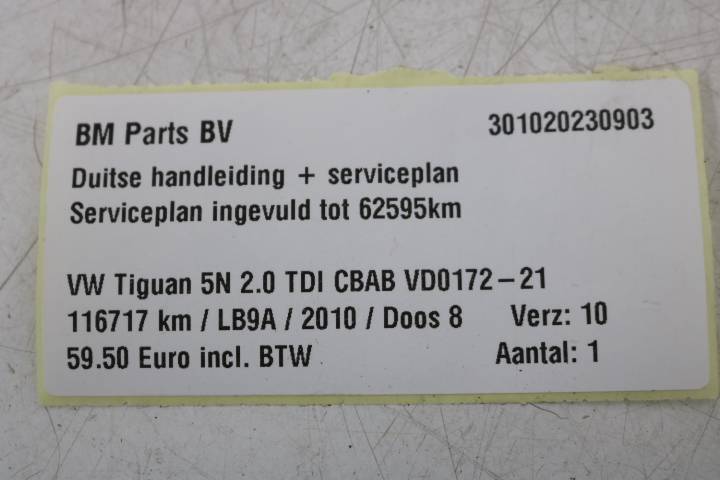 BM Parts BV 301020230903
Duitse handleiding + serviceplan
Serviceplan ingevuld tot 62595km
VW Tiguan 5N 2.0 TDI CBAB VD0172-21
116717 km / LB9A / 2010 / Doos 8 Verz: 10
59.50 Euro incl. BTW Aantal: 1